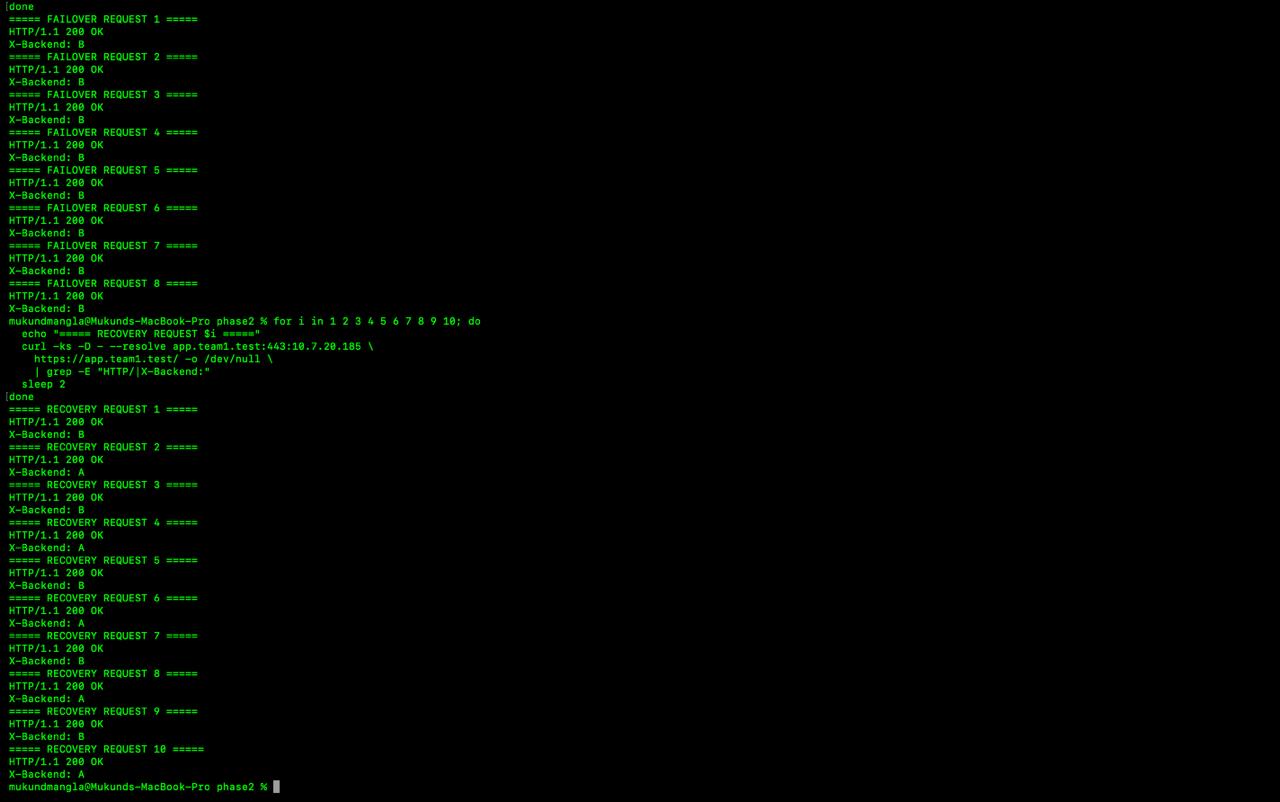 [done
===== FAILOVER REQUEST 1 =====
HTTP/1.1 200 OK
X-Backend: B
===== FAILOVER REQUEST 2 =====
HTTP/1.1 200 OK
X-Backend: B
===== FAILOVER REQUEST 3 =====
HTTP/1.1 200 OK
X-Backend: B
===== FAILOVER REQUEST 4 =====
HTTP/1.1 200 OK
X-Backend: B
===== FAILOVER REQUEST 5 =====
HTTP/1.1 200 OK
X-Backend: B
===== FAILOVER REQUEST 6 =====
HTTP/1.1 200 OK
X-Backend: B
===== FAILOVER REQUEST 7 =====
HTTP/1.1 200 OK
X-Backend: B
===== FAILOVER REQUEST 8 =====
HTTP/1.1 200 OK
X-Backend: B
mukundmangla@Mukunds-MacBook-Pro phase2 % for i in 1 2 3 4 5 6 7 8 9 10; do
  echo "===== RECOVERY REQUEST $i ====="
  curl -ks -D - --resolve app.team1.test:443:10.7.20.185 \
    https://app.team1.test/ -o /dev/null \
    | grep -E "HTTP/|X-Backend:"
  sleep 2
[done
===== RECOVERY REQUEST 1 =====
HTTP/1.1 200 OK
X-Backend: B
===== RECOVERY REQUEST 2 =====
HTTP/1.1 200 OK
X-Backend: A
===== RECOVERY REQUEST 3 =====
HTTP/1.1 200 OK
X-Backend: B
===== RECOVERY REQUEST 4 =====
HTTP/1.1 200 OK
X-Backend: A
===== RECOVERY REQUEST 5 =====
HTTP/1.1 200 OK
X-Backend: B
===== RECOVERY REQUEST 6 =====
HTTP/1.1 200 OK
X-Backend: A
===== RECOVERY REQUEST 7 =====
HTTP/1.1 200 OK
X-Backend: B
===== RECOVERY REQUEST 8 =====
HTTP/1.1 200 OK
X-Backend: A
===== RECOVERY REQUEST 9 =====
HTTP/1.1 200 OK
X-Backend: B
===== RECOVERY REQUEST 10 =====
HTTP/1.1 200 OK
X-Backend: A
mukundmangla@Mukunds-MacBook-Pro phase2 %